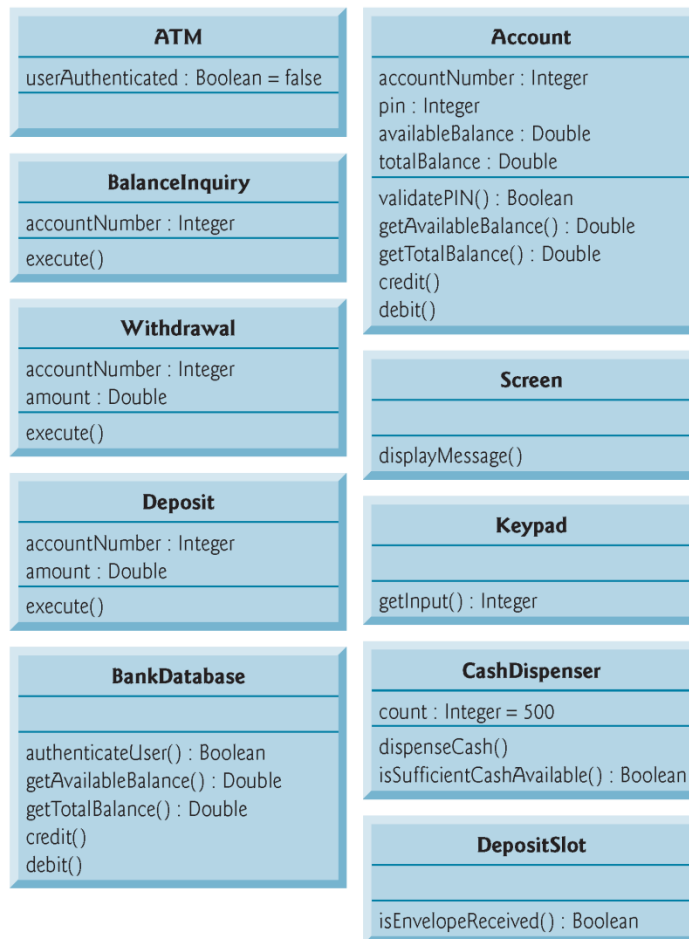 ATM
userAuthenticated : Boolean = false
BalanceInquiry
accountNumber : Integer
execute()
Withdrawal
accountNumber : Integer
amount : Double
execute()
Deposit
accountNumber : Integer
amount : Double
execute()
BankDatabase
authenticateUser() : Boolean
getAvailableBalance() : Double
getTotalBalance() : Double
credit()
debit()
Account
accountNumber : Integer
pin : Integer
availableBalance : Double
totalBalance : Double
validatePIN() : Boolean
getAvailableBalance() : Double
getTotalBalance() : Double
credit()
debit()
Screen
displayMessage()
Keypad
getInput() : Integer
CashDispenser
count : Integer = 500
dispenseCash()
isSufficientCashAvailable() : Boolean
DepositSlot
isEnvelopeReceived() : Boolean